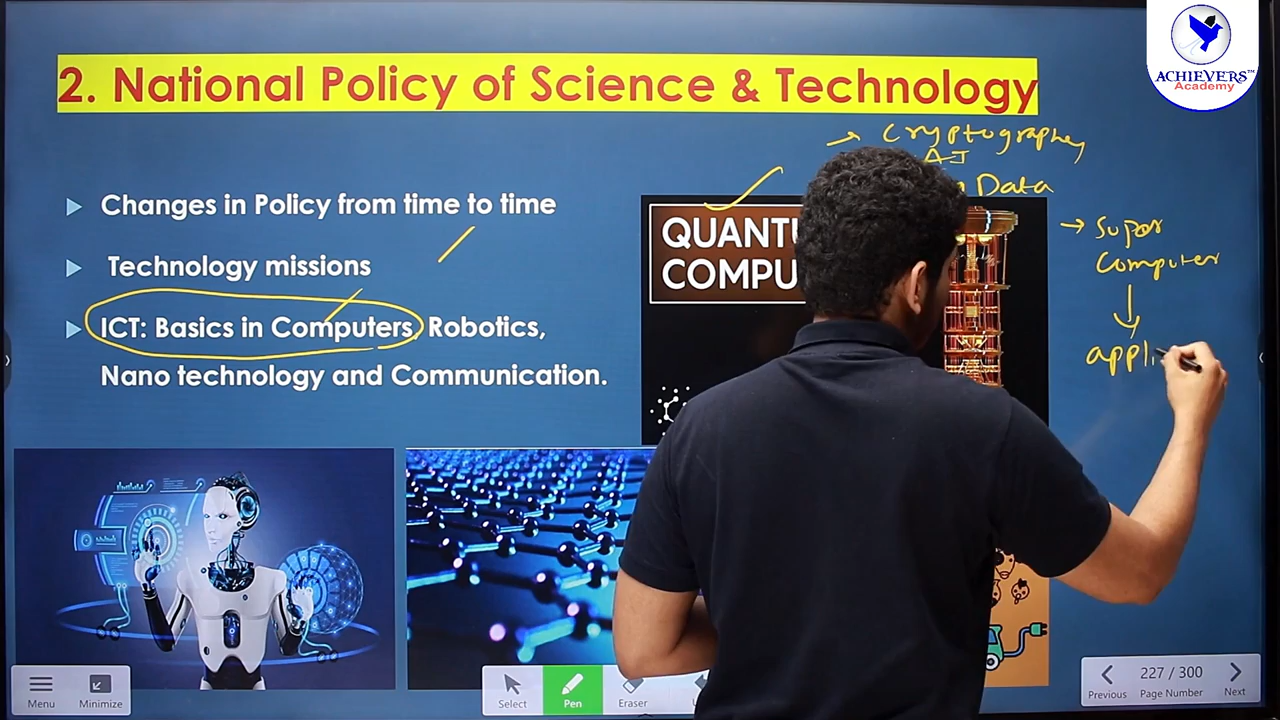 ACHIEVERS™
Academy
2. National Policy of Science & Technology
→ Cryptography
AI
Data
Changes in Policy from time to time
Technology missions
ICT: Basics in Computers, Robotics,
Nano technology and Communication.
QUANTU
COMPU
→ Super
Computer
↓
appli
Menu
Minimize
Select
Pen
Eraser
Previous
227 / 300
Page Number
Next